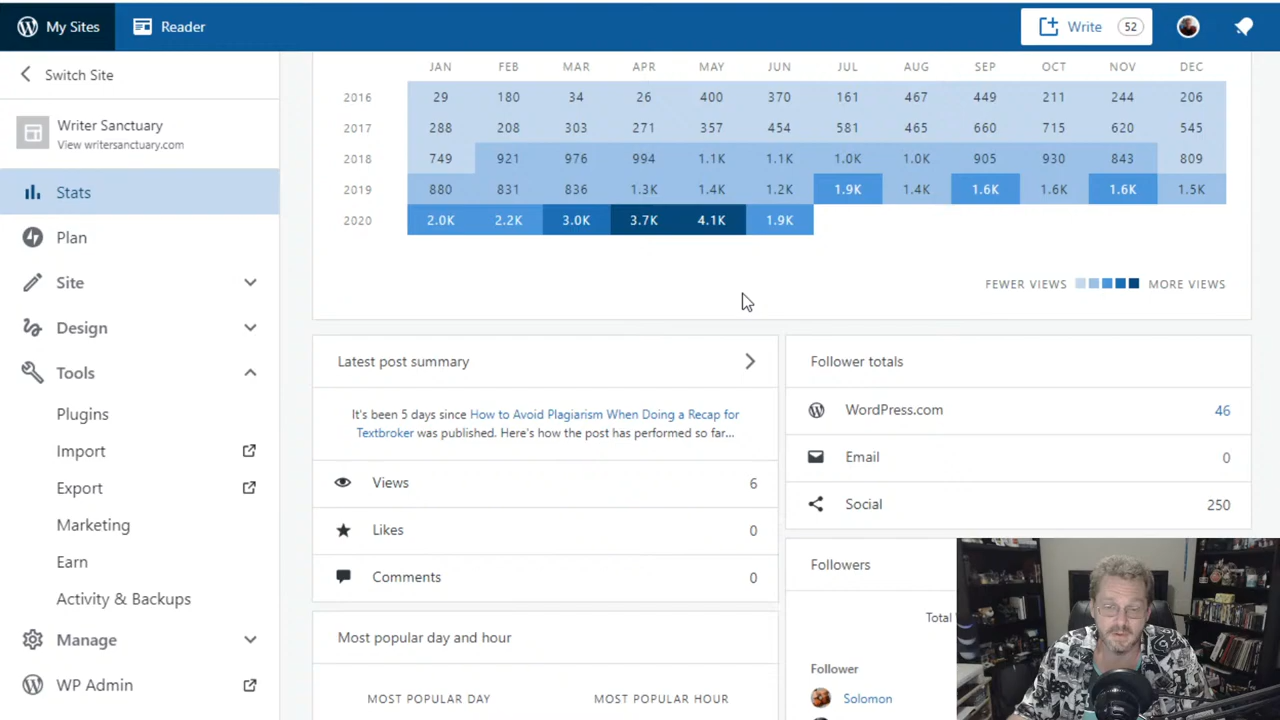 My Sites
Reader
Write 52
Switch Site
Writer Sanctuary
View writersanctuary.com
Stats
Plan
Site
Design
Tools
Plugins
Import
Export
Marketing
Earn
Activity & Backups
Manage
WP Admin
JAN FEB MAR APR MAY JUN JUL AUG SEP OCT NOV DEC
2016 29 180 34 26 400 370 161 467 449 211 244 206
2017 288 208 303 271 357 454 581 465 660 715 620 545
2018 749 921 976 994 1.1K 1.1K 1.0K 1.0K 905 930 843 809
2019 880 831 836 1.3K 1.4K 1.2K 1.9K 1.4K 1.6K 1.6K 1.6K 1.5K
2020 2.0K 2.2K 3.0K 3.7K 4.1K 1.9K
FEWER VIEWS MORE VIEWS
Latest post summary
It's been 5 days since How to Avoid Plagiarism When Doing a Recap for
Textbroker was published. Here's how the post has performed so far...
Views 6
Likes 0
Comments 0
Most popular day and hour
MOST POPULAR DAY MOST POPULAR HOUR
Follower totals
WordPress.com 46
Email 0
Social 250
Followers
Total
Follower
Solomon